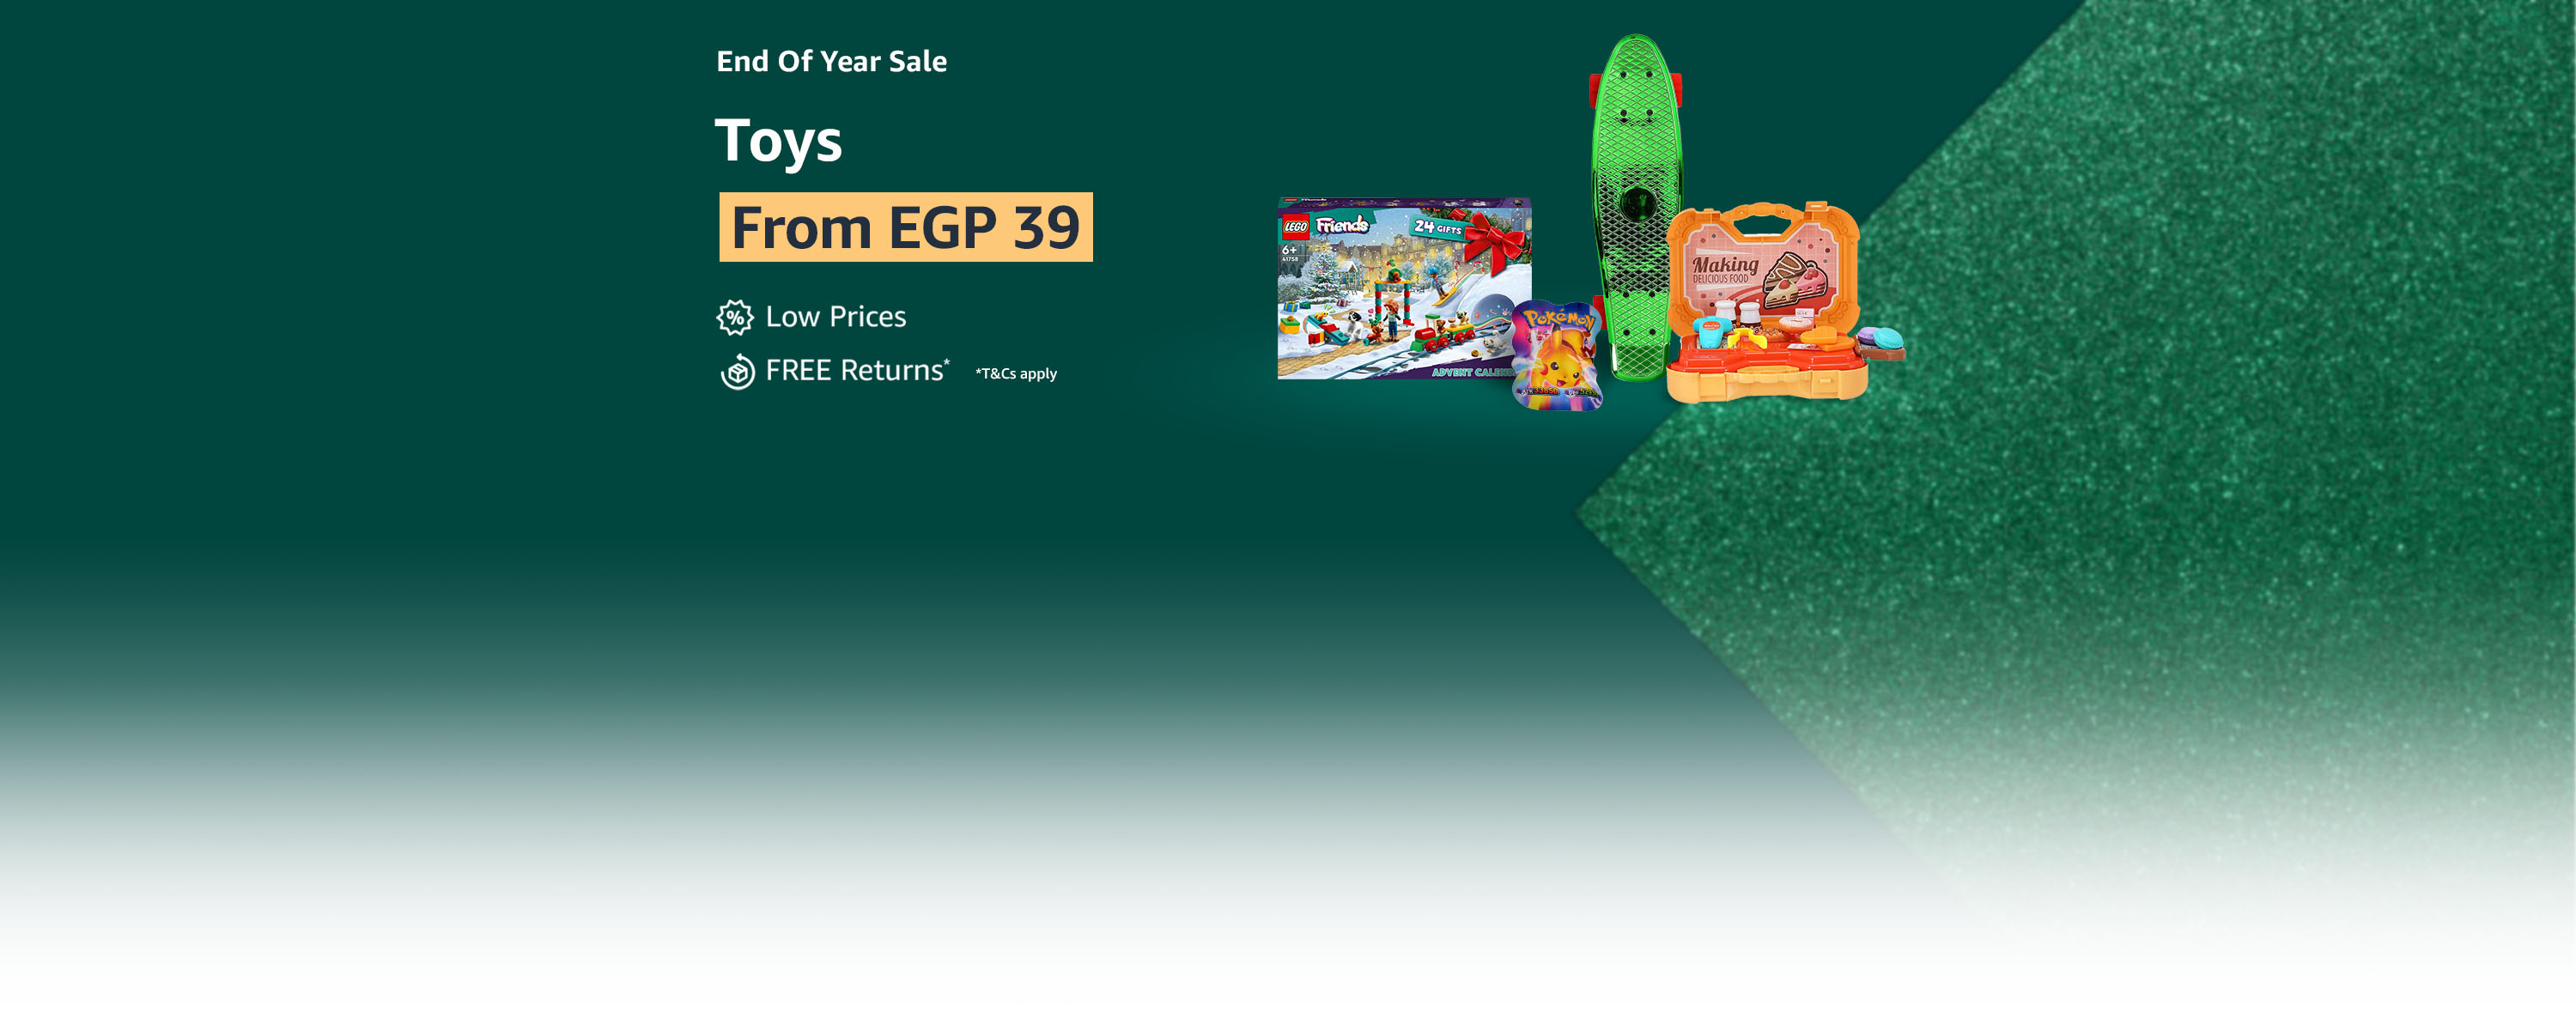 End Of Year Sale
Toys
From EGP 39
% Low Prices
FREE Returns*
*T&Cs apply
LEGO Friends
24 GIFTS
6+
41758
ADVENT
Pokémon
Making
DELICIOUS FOOD